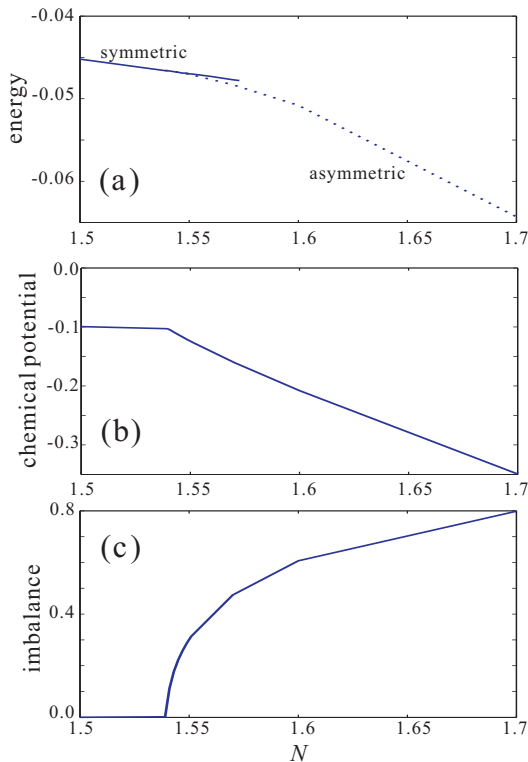 -0.04
symmetric
energy
-0.05
(a)
asymmetric
-0.06
1.5
1.55
1.6
1.65
1.7
0.0
chemical potential
-0.1
-0.2
(b)
-0.3
1.5
1.55
1.6
1.65
1.7
0.8
(c)
imbalance
0.4
0.0
1.5
1.55
1.6
1.65
1.7
N